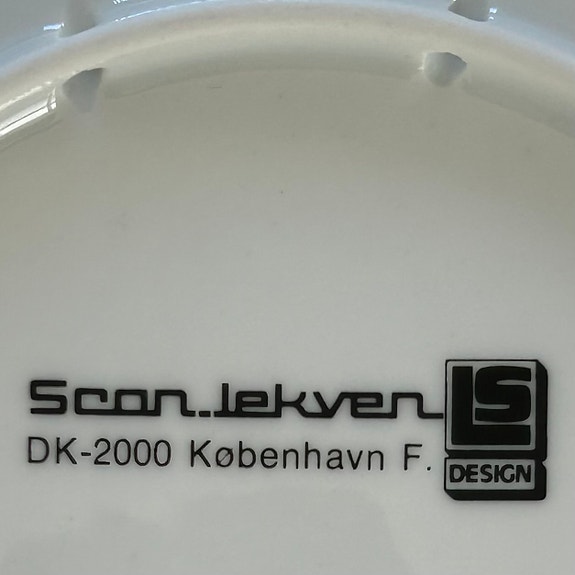 Scan.lekven
DK-2000 København F.
LS
DESIGN